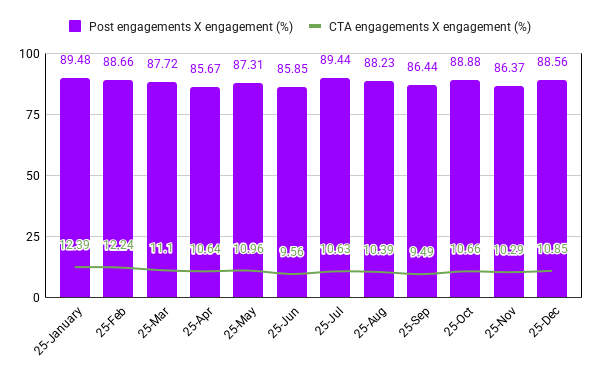 Post engagements X engagement (%) CTA engagements X engagement (%)
100
89.48 88.66 87.72 85.67 87.31 85.85 89.44 88.23 86.44 88.88 86.37 88.56
75
50
25
12.39 12.24 11.1 10.64 10.96 9.56 10.63 10.39 9.49 10.66 10.29 10.85
0
25-January 25-Feb 25-Mar 25-Apr 25-May 25-Jun 25-Jul 25-Aug 25-Sep 25-Oct 25-Nov 25-Dec